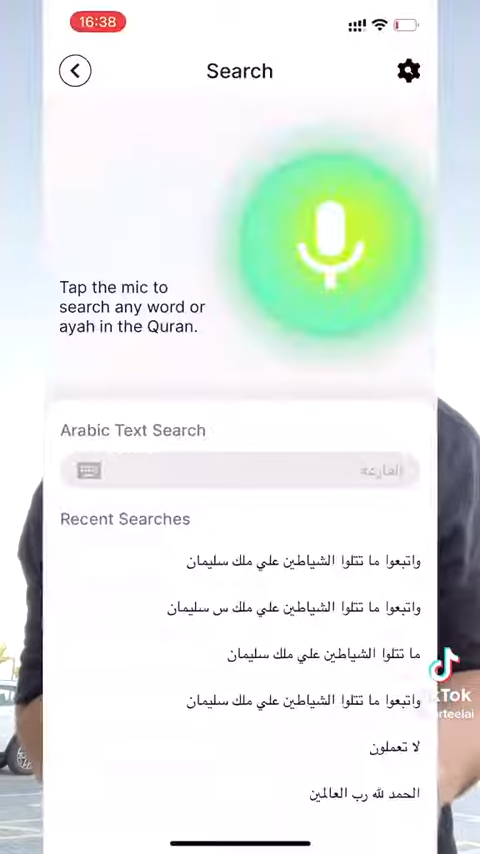 16:38
Search
Tap the mic to
search any word or
ayah in the Quran.
Arabic Text Search
القارعة
Recent Searches
واتبعوا ما تتلوا الشياطين علي ملك سليمان
واتبعوا ما تتلوا الشياطين علي ملك س سليمان
ما تتلوا الشياطين علي ملك سليمان
واتبعوا ما تتلوا الشياطين علي ملك سليمان
لا تعملون
الحمد لله رب العالمين